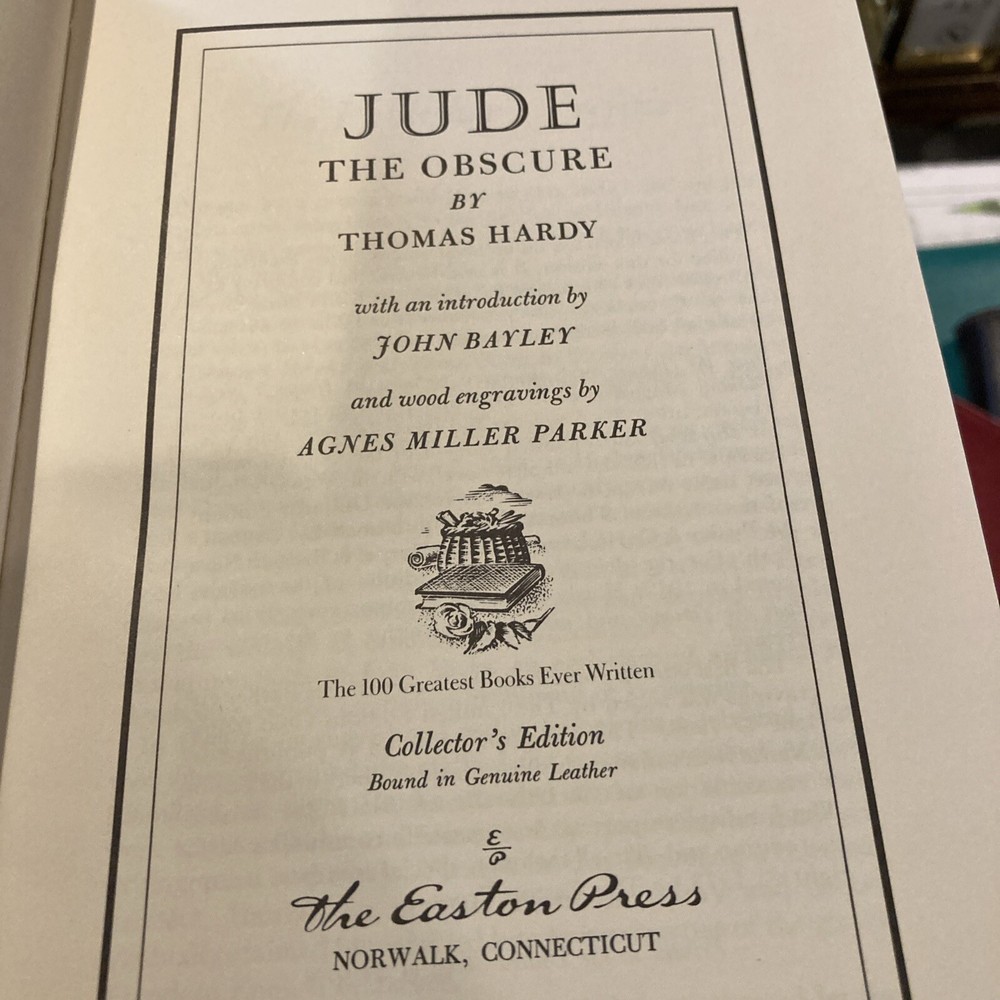 JUDE
THE OBSCURE
BY
THOMAS HARDY
with an introduction by
JOHN BAYLEY
and wood engravings by
AGNES MILLER PARKER
The 100 Greatest Books Ever Written
Collector's Edition
Bound in Genuine Leather
E
P
The Easton Press
NORWALK, CONNECTICUT